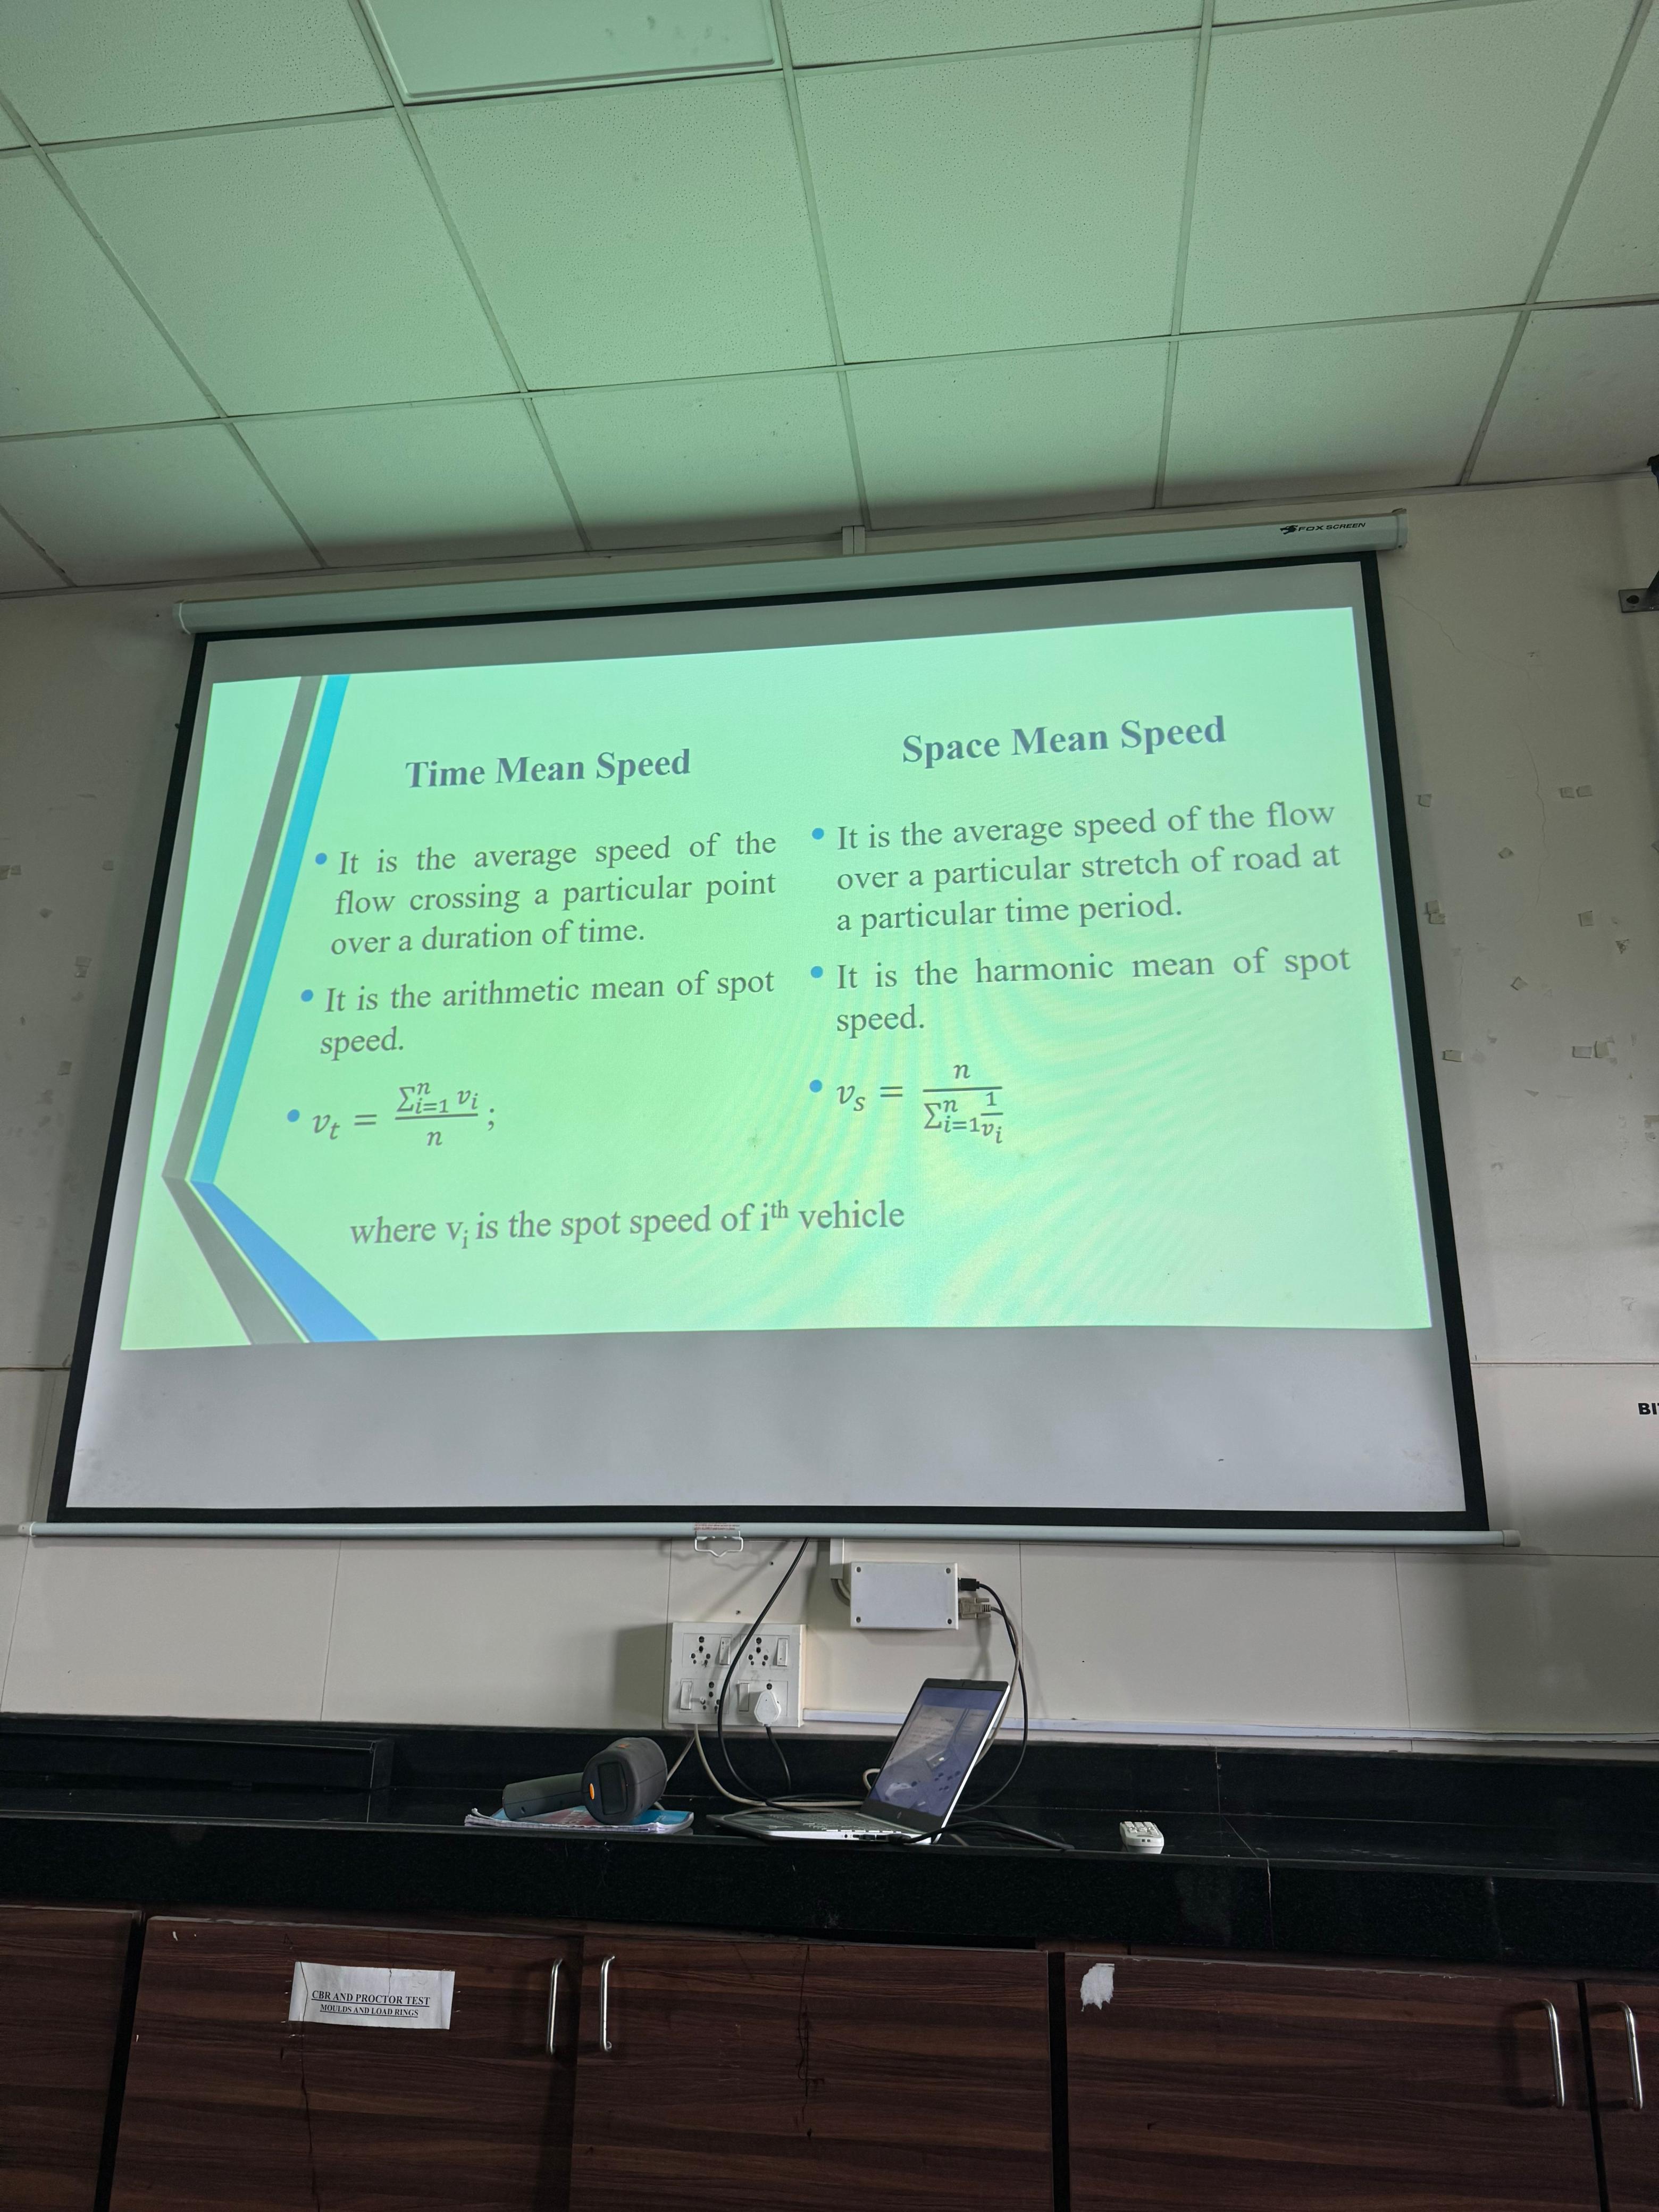 FOX SCREEN
Time Mean Speed
• It is the average speed of the
flow crossing a particular point
over a duration of time.
• It is the arithmetic mean of spot
speed.
• v_t = \frac{\sum_{i=1}^{n} v_i}{n} ;
Space Mean Speed
• It is the average speed of the flow
over a particular stretch of road at
a particular time period.
• It is the harmonic mean of spot
speed.
• v_s = \frac{n}{\sum_{i=1}^{n} \frac{1}{v_i}}
where v_i is the spot speed of i^th vehicle
CBR AND PROCTOR TEST
MOULDS AND LOAD RINGS